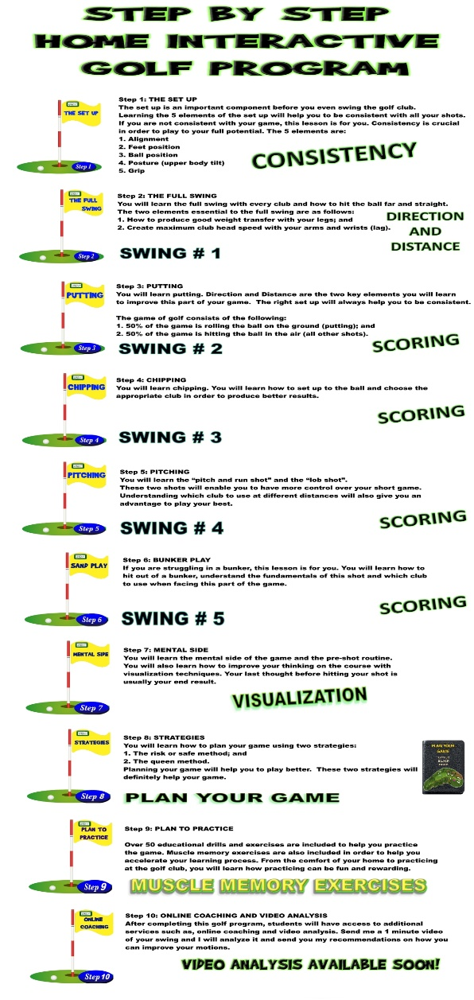 STEP BY STEP
HOME INTERACTIVE
GOLF PROGRAM
THE SET UP
Step 1
Step 1: THE SET UP
The set up is an important component before you even swing the golf club.
Learning the 5 elements of the set up will help you to be consistent with all your shots.
If you are not consistent with your game, this lesson is for you. Consistency is crucial
in order to play to your full potential. The 5 elements are:
1. Alignment
2. Feet position
3. Ball position
4. Posture (upper body tilt)
5. Grip
CONSISTENCY
THE FULL
SWING
Step 2
Step 2: THE FULL SWING
You will learn the full swing with every club and how to hit the ball far and straight.
The two elements essential to the full swing are as follows:
1. How to produce good weight transfer with your legs; and
2. Create maximum club head speed with your arms and wrists (lag).
DIRECTION
AND
DISTANCE
SWING # 1
PUTTING
Step 3
Step 3: PUTTING
You will learn putting. Direction and Distance are the two key elements you will learn
to improve this part of your game. The right set up will always help you to be consistent.
The game of golf consists of the following:
1. 50% of the game is rolling the ball on the ground (putting); and
2. 50% of the game is hitting the ball in the air (all other shots).
SWING # 2
SCORING
CHIPPING
Step 4
Step 4: CHIPPING
You will learn chipping. You will learn how to set up to the ball and choose the
appropriate club in order to produce better results.
SCORING
SWING # 3
PITCHING
Step 5
Step 5: PITCHING
You will learn the “pitch and run shot” and the “lob shot”.
These two shots will enable you to have more control over your short game.
Understanding which club to use at different distances will also give you an
advantage to play your best.
SCORING
SWING # 4
SAND PLAY
Step 6
Step 6: BUNKER PLAY
If you are struggling in a bunker, this lesson is for you. You will learn how to
hit out of a bunker, understand the fundamentals of this shot and which club
to use when facing this part of the game.
SCORING
SWING # 5
MENTAL SIDE
Step 7
Step 7: MENTAL SIDE
You will learn the mental side of the game and the pre-shot routine.
You will also learn how to improve your thinking on the course with
visualization techniques. Your last thought before hitting your shot is
usually your end result.
VISUALIZATION
STRATEGIES
Step 8
Step 8: STRATEGIES
You will learn how to plan your game using two strategies:
1. The risk or safe method; and
2. The queen method.
Planning your game will help you to play better. These two strategies will
definitely help your game.
PLAN YOUR
GAME
PLAN YOUR GAME
PLAN TO
PRACTICE
Step 9
Step 9: PLAN TO PRACTICE
Over 50 educational drills and exercises are included to help you practice
the game. Muscle memory exercises are also included in order to help you
accelerate your learning process. From the comfort of your home to practicing
at the golf club, you will learn how practicing can be fun and rewarding.
MUSCLE MEMORY EXERCISES
ONLINE
COACHING
Step 10
Step 10: ONLINE COACHING AND VIDEO ANALYSIS
After completing this golf program, students will have access to additional
services such as, online coaching and video analysis. Send me a 1 minute video
of your swing and I will analyze it and send you my recommendations on how you
can improve your motions.
VIDEO ANALYSIS AVAILABLE SOON!